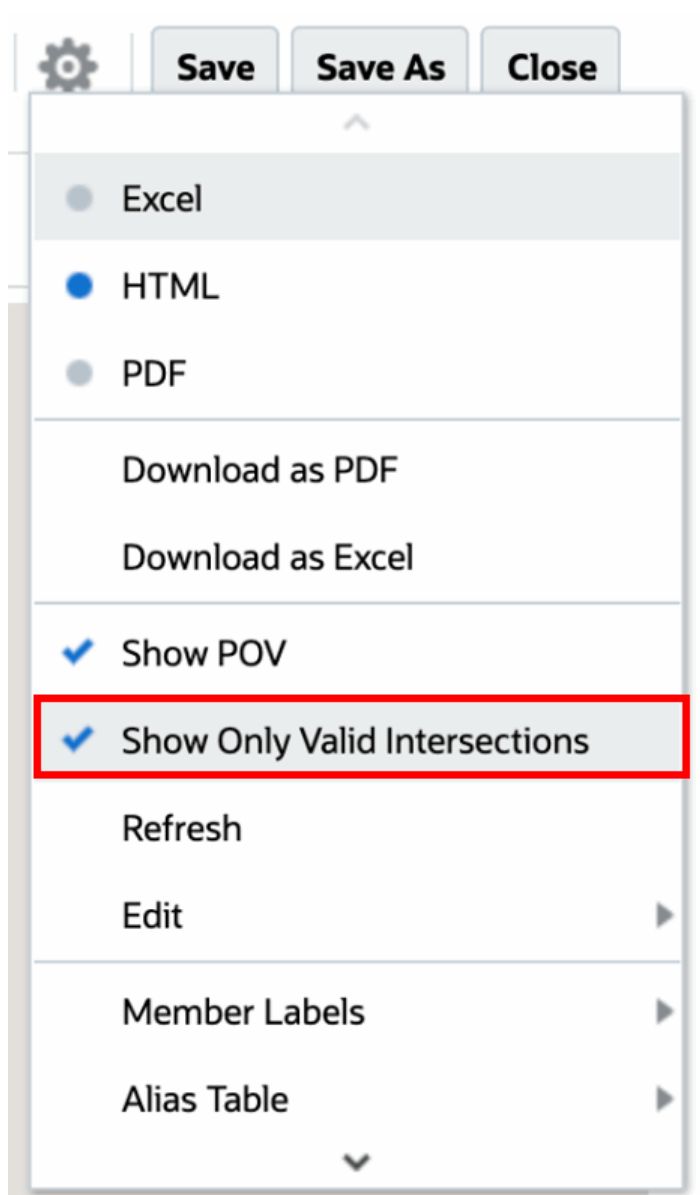 Save Save As Close
Excel
HTML
PDF
Download as PDF
Download as Excel
Show POV
Show Only Valid Intersections
Refresh
Edit
Member Labels
Alias Table